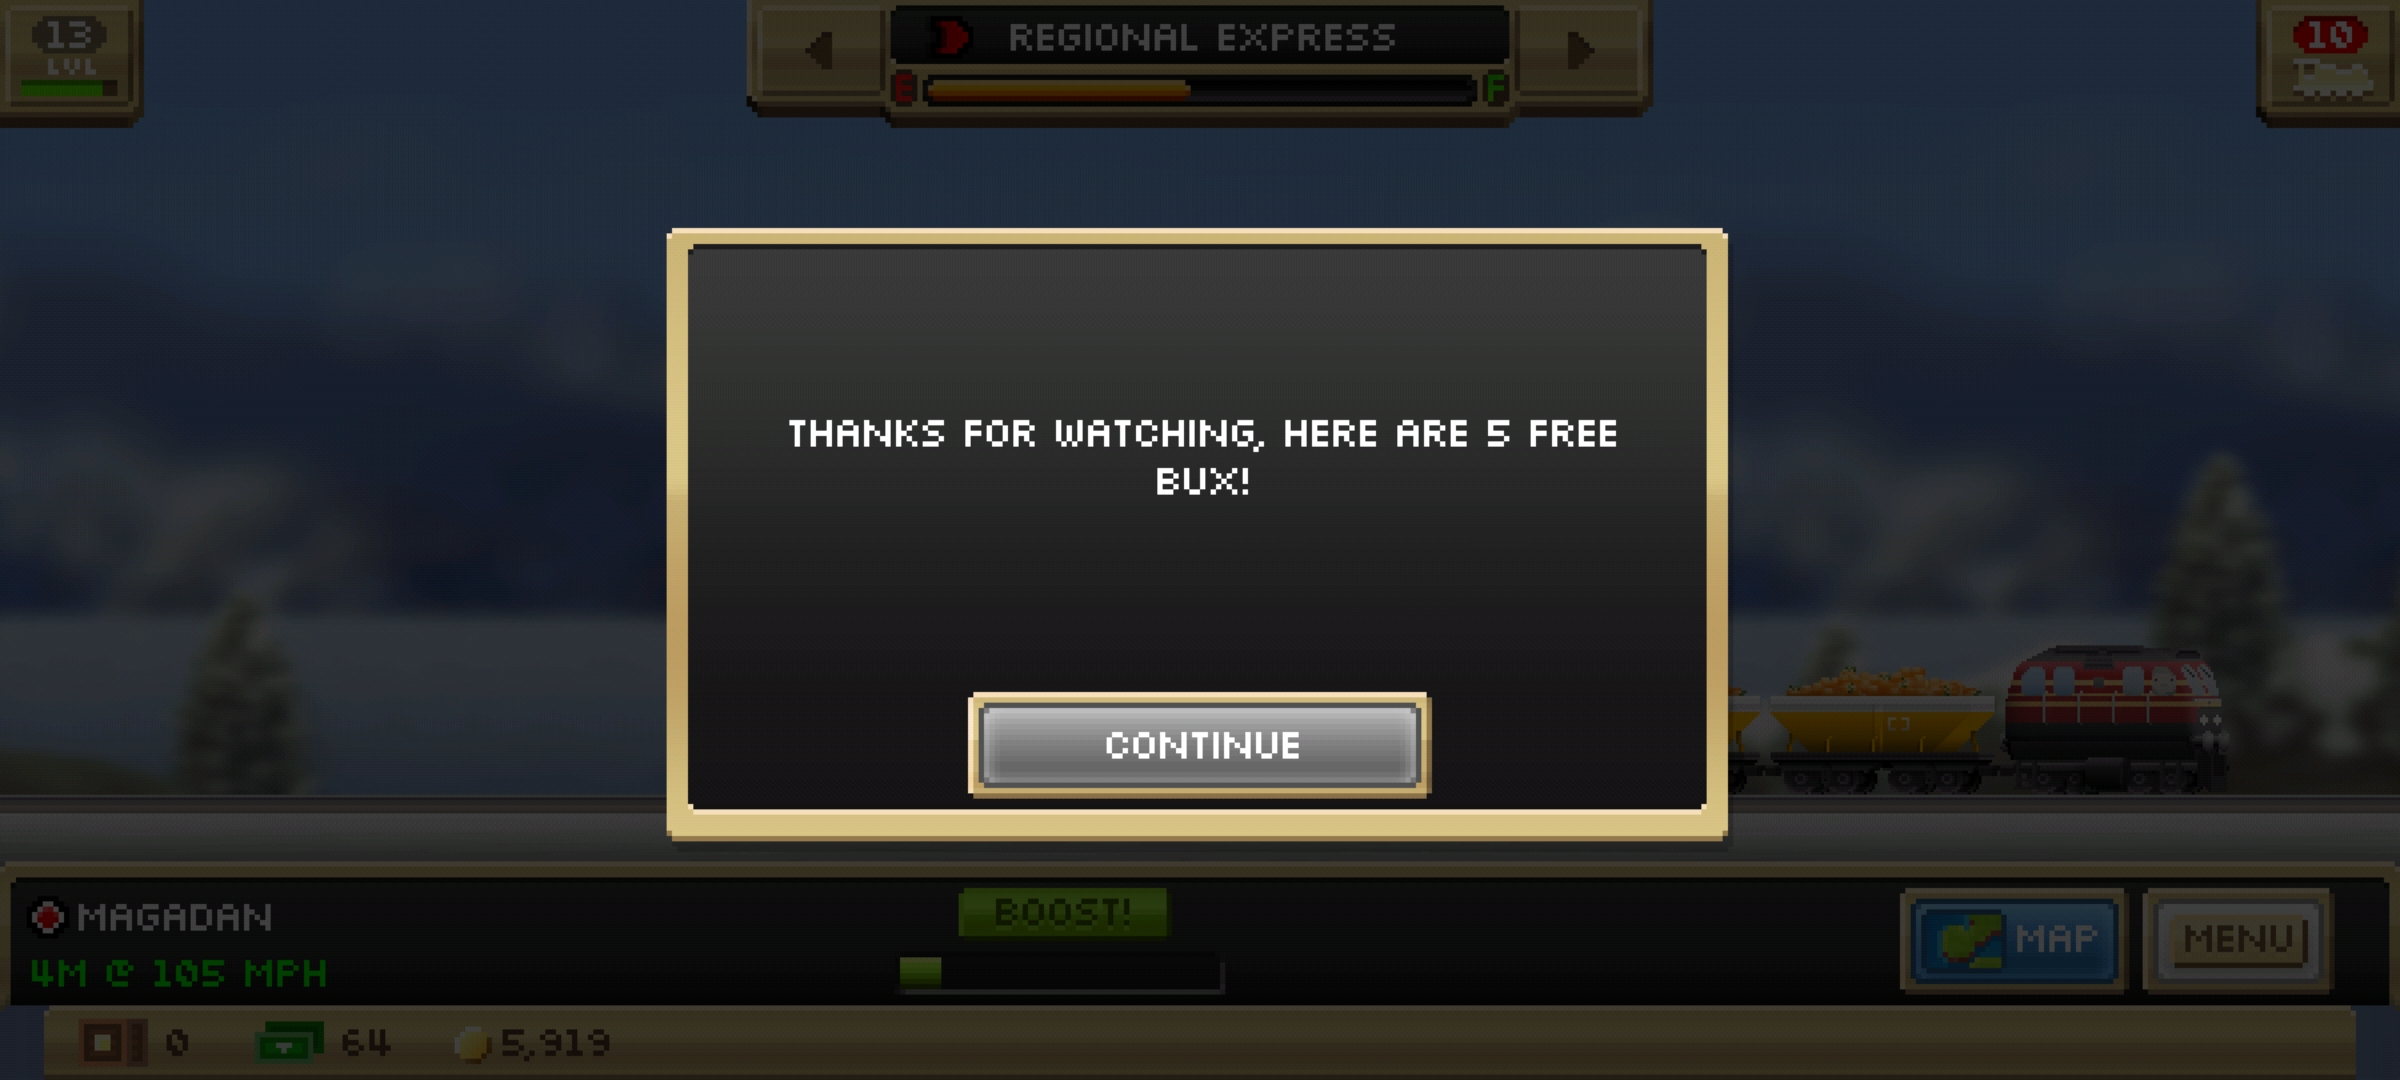 13
LVL
REGIONAL EXPRESS
E F
10
THANKS FOR WATCHING, HERE ARE 5 FREE
BUX!
CONTINUE
MAGADAN
4M @ 105 MPH
BOOST!
MAP
MENU
0 64 5,919